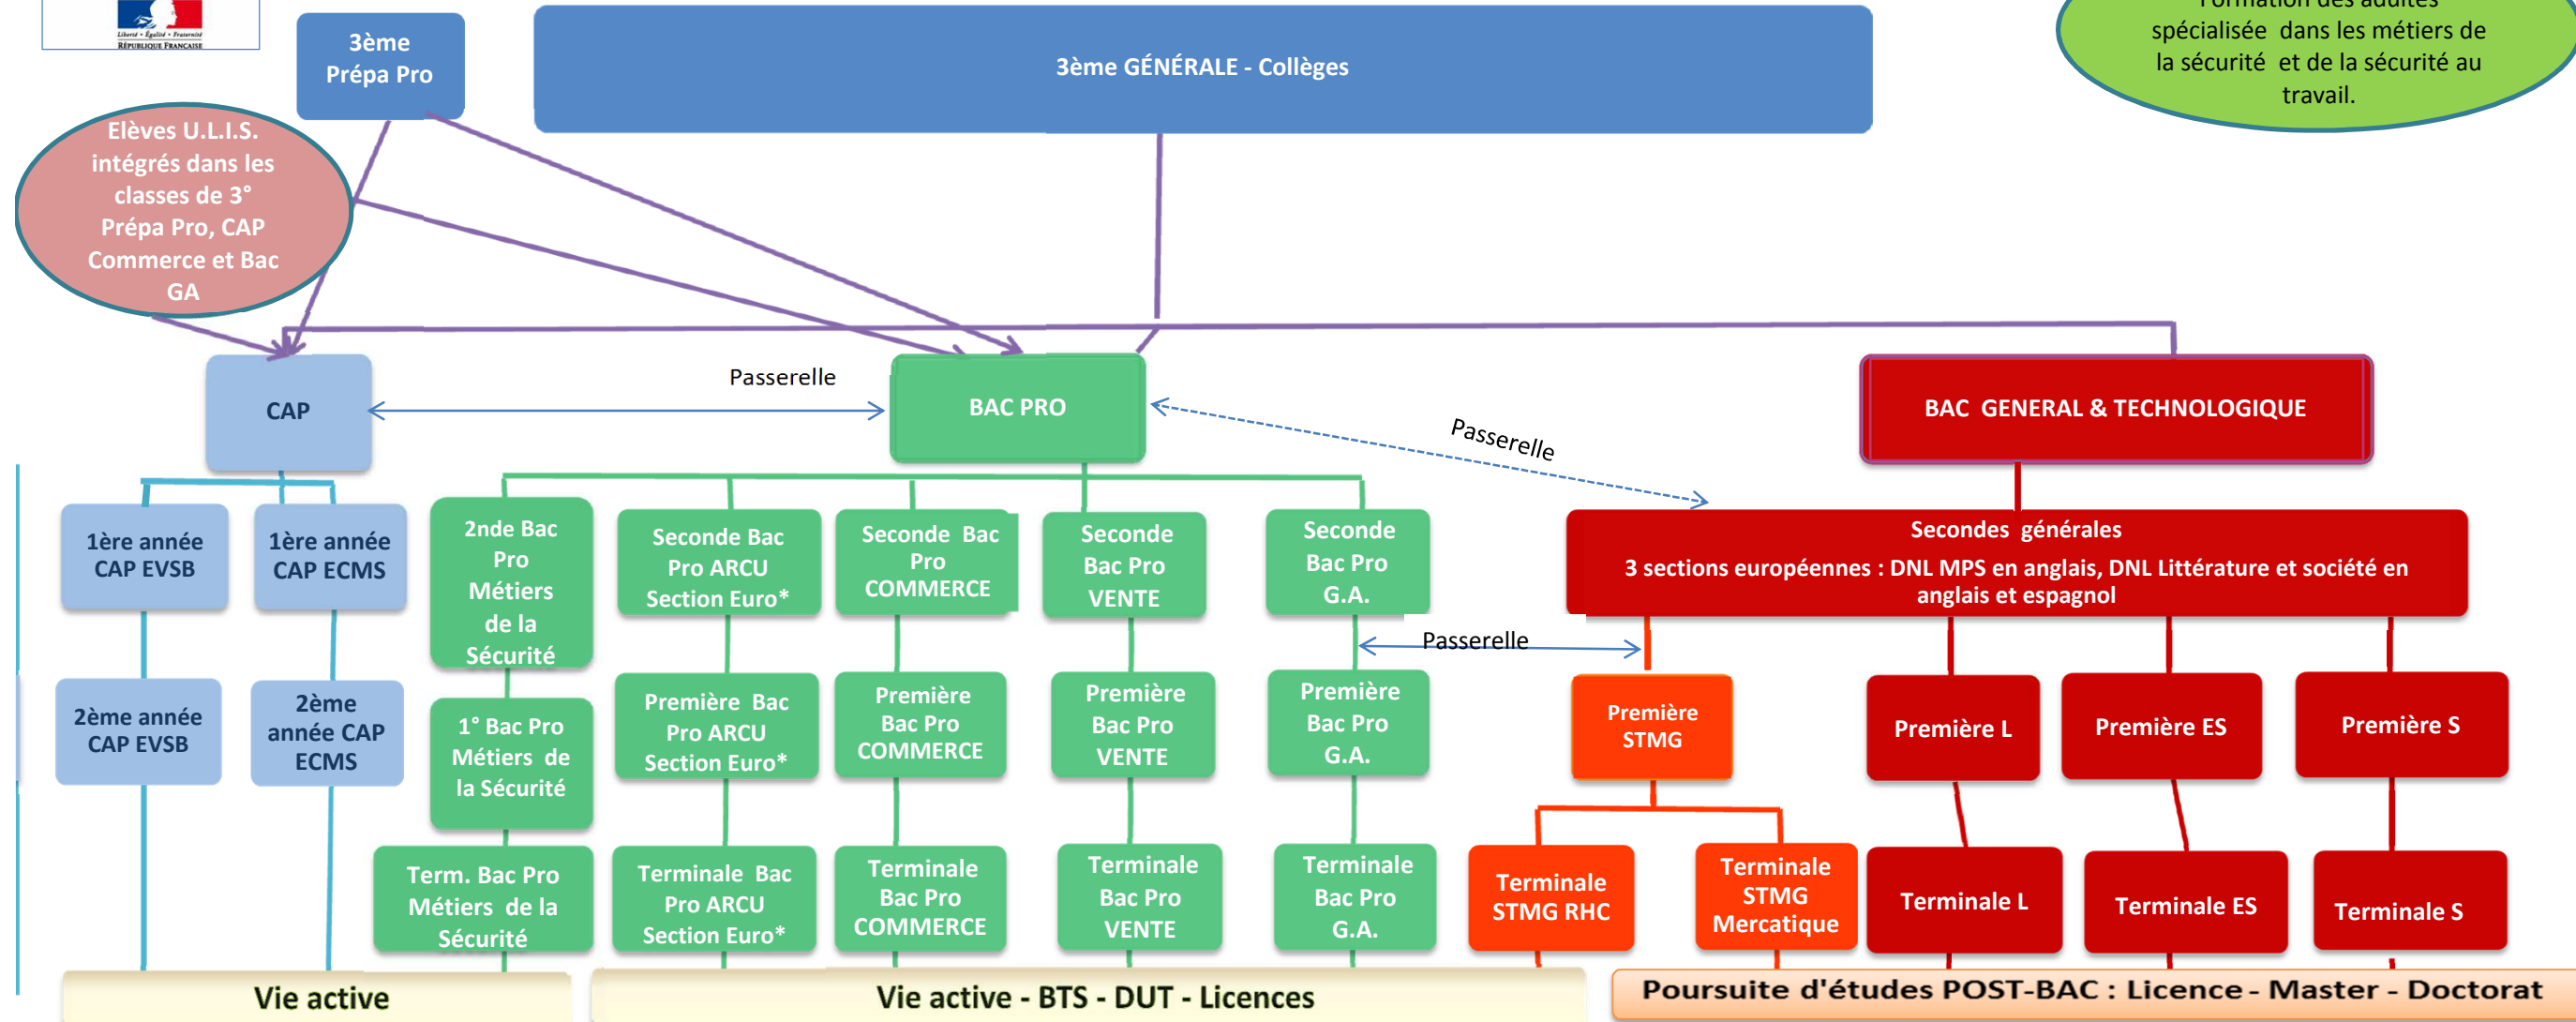 Liberté • Égalité • Fraternité
RÉPUBLIQUE FRANÇAISE
3ème
Prépa Pro
3ème GÉNÉRALE - Collèges
Formation des adultes
spécialisée dans les métiers de
la sécurité et de la sécurité au
travail.
Elèves U.L.I.S.
intégrés dans les
classes de 3°
Prépa Pro, CAP
Commerce et Bac
GA
CAP
Passerelle
BAC PRO
Passerelle
BAC GENERAL & TECHNOLOGIQUE
1ère année
CAP EVSB
1ère année
CAP ECMS
2nde Bac
Pro
Métiers
de la
Sécurité
Seconde Bac
Pro ARCU
Section Euro*
Seconde Bac
Pro
COMMERCE
Seconde
Bac Pro
VENTE
Seconde
Bac Pro
G.A.
Secondes générales
3 sections européennes : DNL MPS en anglais, DNL Littérature et société en
anglais et espagnol
Passerelle
2ème année
CAP EVSB
2ème
année CAP
ECMS
1° Bac Pro
Métiers de
la Sécurité
Première Bac
Pro ARCU
Section Euro*
Première
Bac Pro
COMMERCE
Première
Bac Pro
VENTE
Première
Bac Pro
G.A.
Première
STMG
Première L
Première ES
Première S
Term. Bac Pro
Métiers de la
Sécurité
Terminale Bac
Pro ARCU
Section Euro*
Terminale
Bac Pro
COMMERCE
Terminale
Bac Pro
VENTE
Terminale
Bac Pro
G.A.
Terminale
STMG RHC
Terminale
STMG
Mercatique
Terminale L
Terminale ES
Terminale S
Vie active
Vie active - BTS - DUT - Licences
Poursuite d'études POST-BAC : Licence - Master - Doctorat